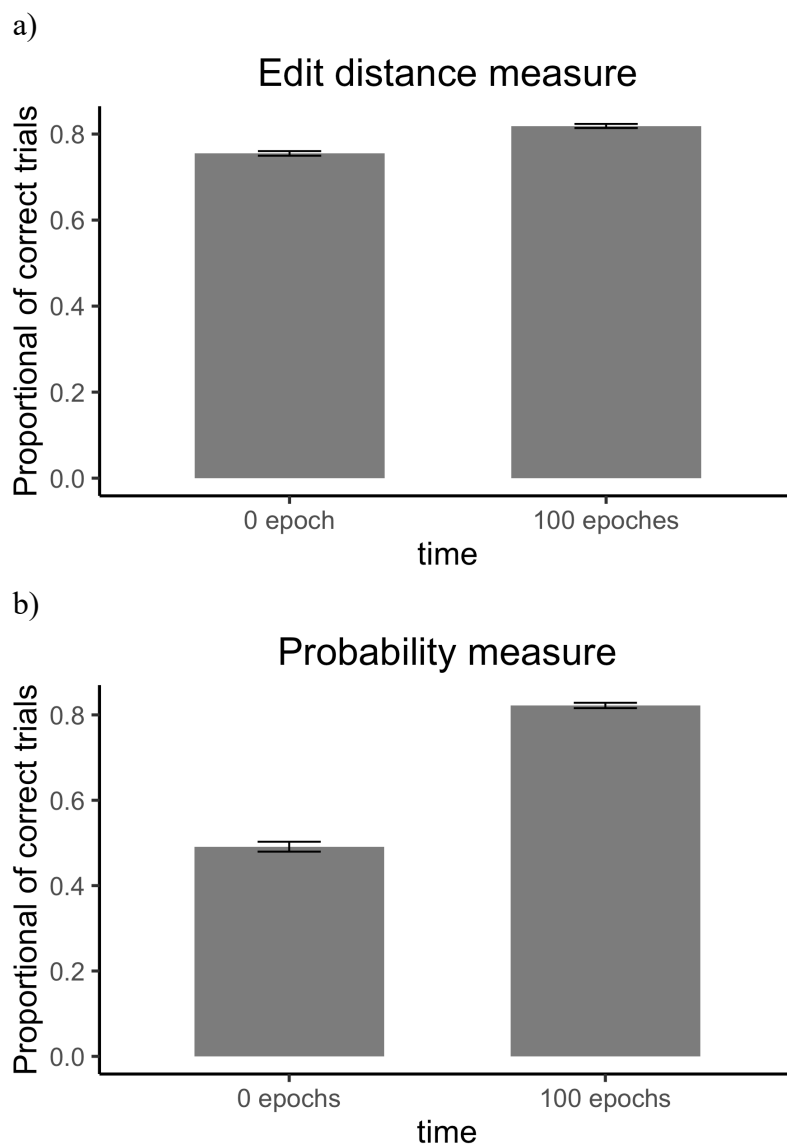 a)
Edit distance measure
Proportional of correct trials
0.8
0.6
0.4
0.2
0.0
0 epoch
100 epoches
time
b)
Probability measure
Proportional of correct trials
0.8
0.6
0.4
0.2
0.0
0 epochs
100 epochs
time